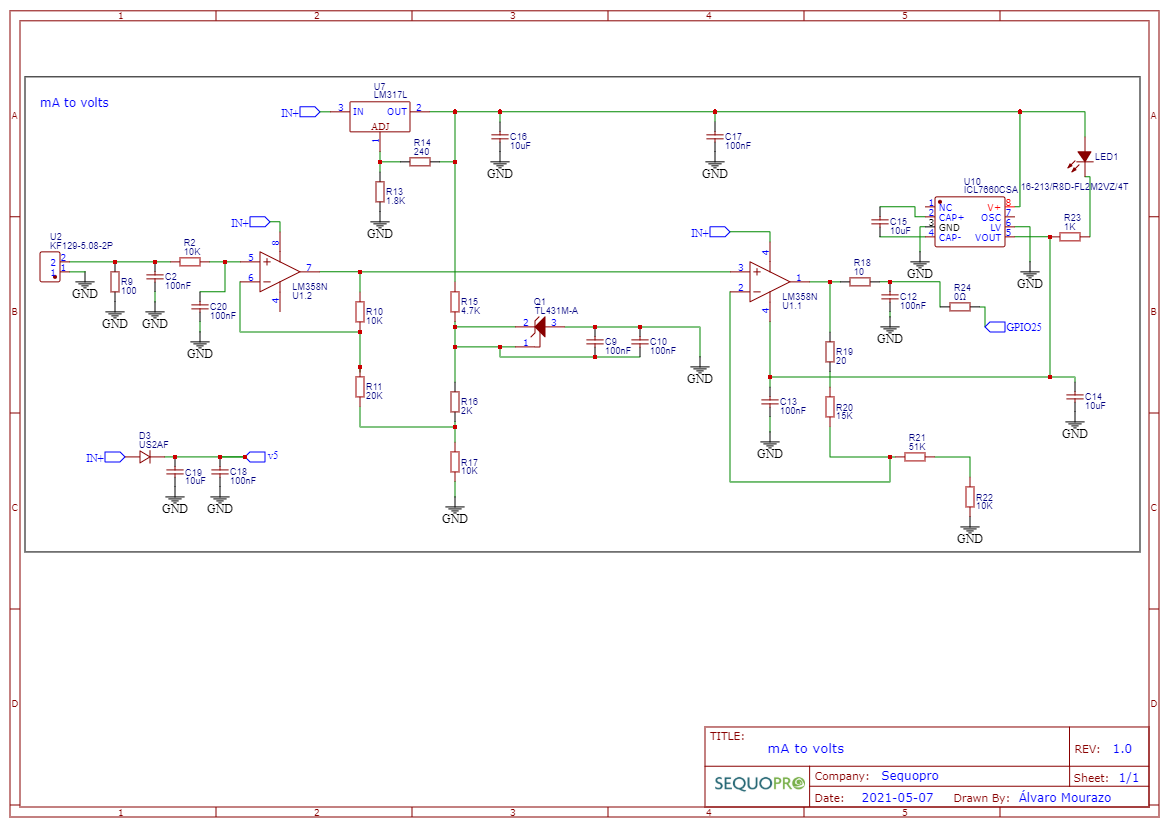 1 2 3 4 5
A A
B B
C C
D D
mA to volts
U7
LM317L
IN+ 3 IN OUT 2
ADJ
1
R14
240
R13
1.8K
GND
C16
10uF
GND
C17
100nF
GND
LED1
16-213/R8D-FL2M2VZ/4T
U10
ICL7660CSA
1 NC V+ 8
2 CAP+ OSC 7
3 GND LV 6
4 CAP- VOUT 5
C15
10uF
GND
GND
R23
1K
U2
KF129-5.08-2P
2 2
1 1
GND
R9
100
GND
C2
100nF
GND
R2
10K
C20
100nF
GND
IN+
8
5
6
7
4
LM358N
U1.2
R10
10K
R11
20K
R15
4.7K
Q1
TL431M-A
2 3
1
C9
100nF
C10
100nF
GND
R16
2K
R17
10K
GND
IN+
4
3
2
1
4
LM358N
U1.1
R18
10
C12
100nF
GND
R24
0Ω
GPIO25
R19
20
R20
15K
C13
100nF
GND
C14
10uF
GND
R21
51K
R22
10K
GND
IN+
D3
US2AF
v5
C19
10uF
GND
C18
100nF
GND
TITLE:
mA to volts
REV: 1.0
SEQUOPRO
Company: Sequopro
Sheet: 1/1
Date: 2021-05-07 Drawn By: Álvaro Mourazo
1 2 3 4 5